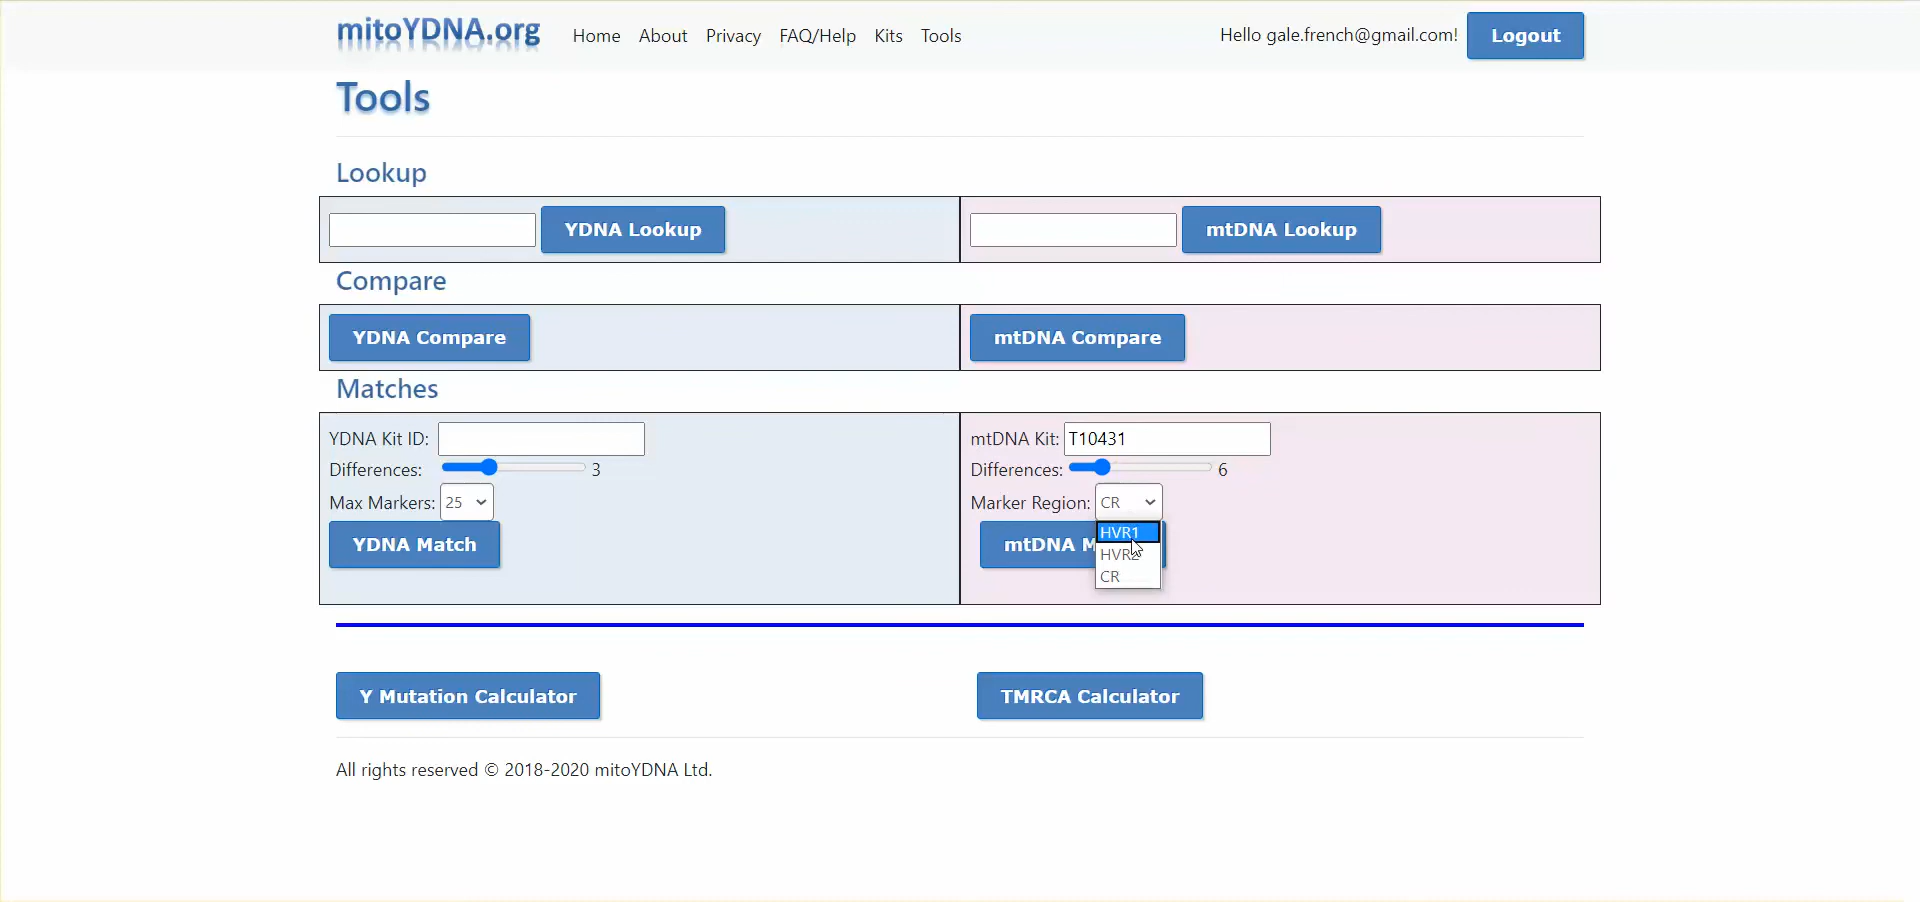 mitoYDNA.org Home About Privacy FAQ/Help Kits Tools Hello gale.french@gmail.com! Logout
Tools
Lookup
YDNA Lookup mtDNA Lookup
Compare
YDNA Compare mtDNA Compare
Matches
YDNA Kit ID: mtDNA Kit: T10431
Differences: 3 Differences: 6
Max Markers: 25 Marker Region: CR
HVR1
YDNA Match mtDNA M
HVR2
CR
Y Mutation Calculator TMRCA Calculator
All rights reserved © 2018-2020 mitoYDNA Ltd.